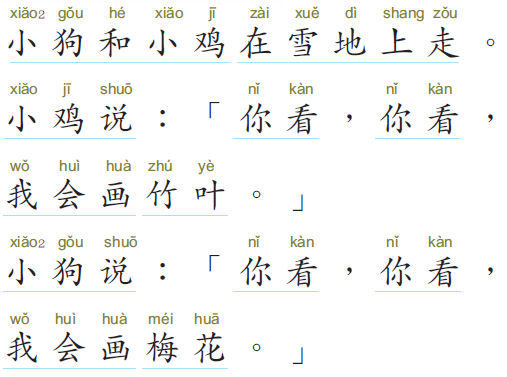 xiǎo2 gǒu hé xiǎo jī zài xuě dì shang zǒu
小狗和小鸡在雪地上走。
xiǎo jī shuō nǐ kàn nǐ kàn
小鸡说：「你看，你看，
wǒ huì huà zhú yè
我会画竹叶。」
xiǎo2 gǒu shuō nǐ kàn nǐ kàn
小狗说：「你看，你看，
wǒ huì huà méi huā
我会画梅花。」